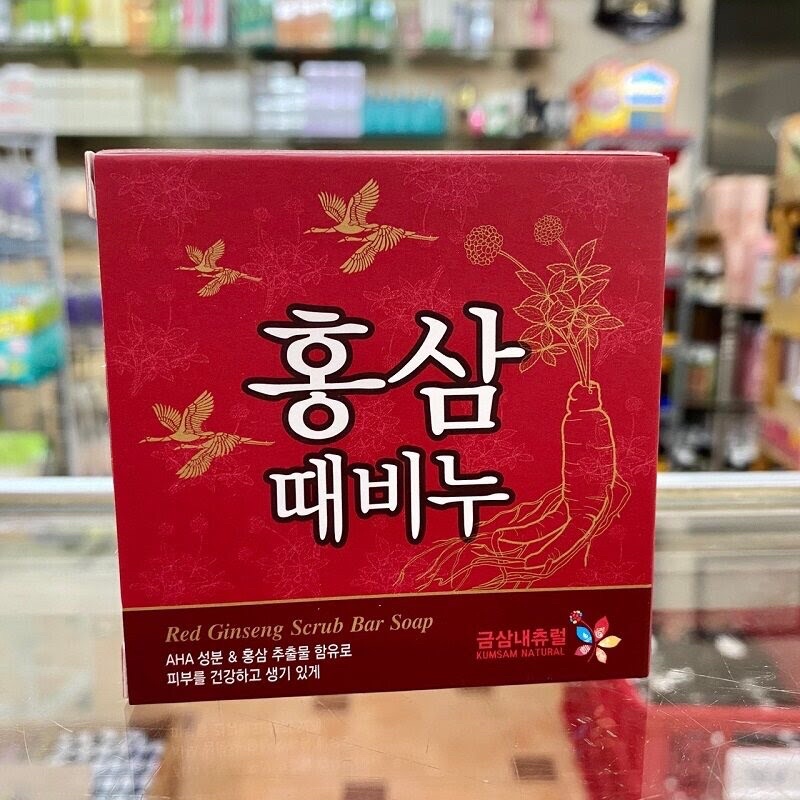 홍삼
때비누
Red Ginseng Scrub Bar Soap
AHA 성분 & 홍삼 추출물 함유로
피부를 건강하고 생기 있게
금삼내츄럴
KUMSAM NATURAL